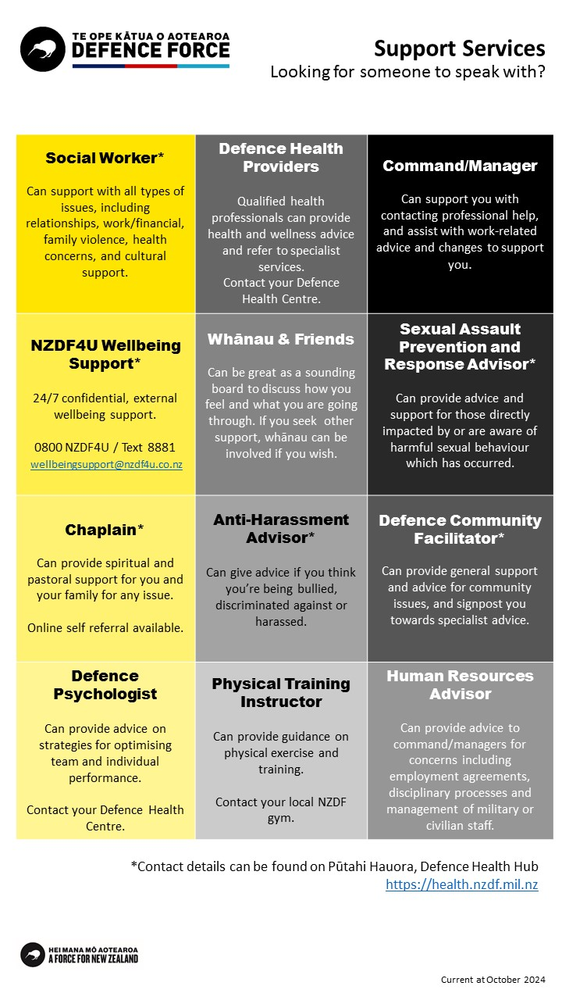 TE OPE KĀTUA O AOTEAROA
DEFENCE FORCE
Support Services
Looking for someone to speak with?
Social Worker*
Can support with all types of
issues, including
relationships, work/financial,
family violence, health
concerns, and cultural
support.
Defence Health
Providers
Qualified health
professionals can provide
health and wellness advice
and refer to specialist
services.
Contact your Defence
Health Centre.
Command/Manager
Can support you with
contacting professional help,
and assist with work-related
advice and changes to support
you.
NZDF4U Wellbeing
Support*
24/7 confidential, external
wellbeing support.
0800 NZDF4U / Text 8881
wellbeingsupport@nzdf4u.co.nz
Whānau & Friends
Can be great as a sounding
board to discuss how you
feel and what you are going
through. If you seek other
support, whānau can be
involved if you wish.
Sexual Assault
Prevention and
Response Advisor*
Can provide advice and
support for those directly
impacted by or are aware of
harmful sexual behaviour
which has occurred.
Chaplain*
Can provide spiritual and
pastoral support for you and
your family for any issue.
Online self referral available.
Anti-Harassment
Advisor*
Can give advice if you think
you're being bullied,
discriminated against or
harassed.
Defence Community
Facilitator*
Can provide general support
and advice for community
issues, and signpost you
towards specialist advice.
Defence
Psychologist
Can provide advice on
strategies for optimising
team and individual
performance.
Contact your Defence Health
Centre.
Physical Training
Instructor
Can provide guidance on
physical exercise and
training.
Contact your local NZDF
gym.
Human Resources
Advisor
Can provide advice to
command/managers for
concerns including
employment agreements,
disciplinary processes and
management of military or
civilian staff.
*Contact details can be found on Pūtahi Hauora, Defence Health Hub
https://health.nzdf.mil.nz
HEI MANA MŌ AOTEAROA
A FORCE FOR NEW ZEALAND
Current at October 2024